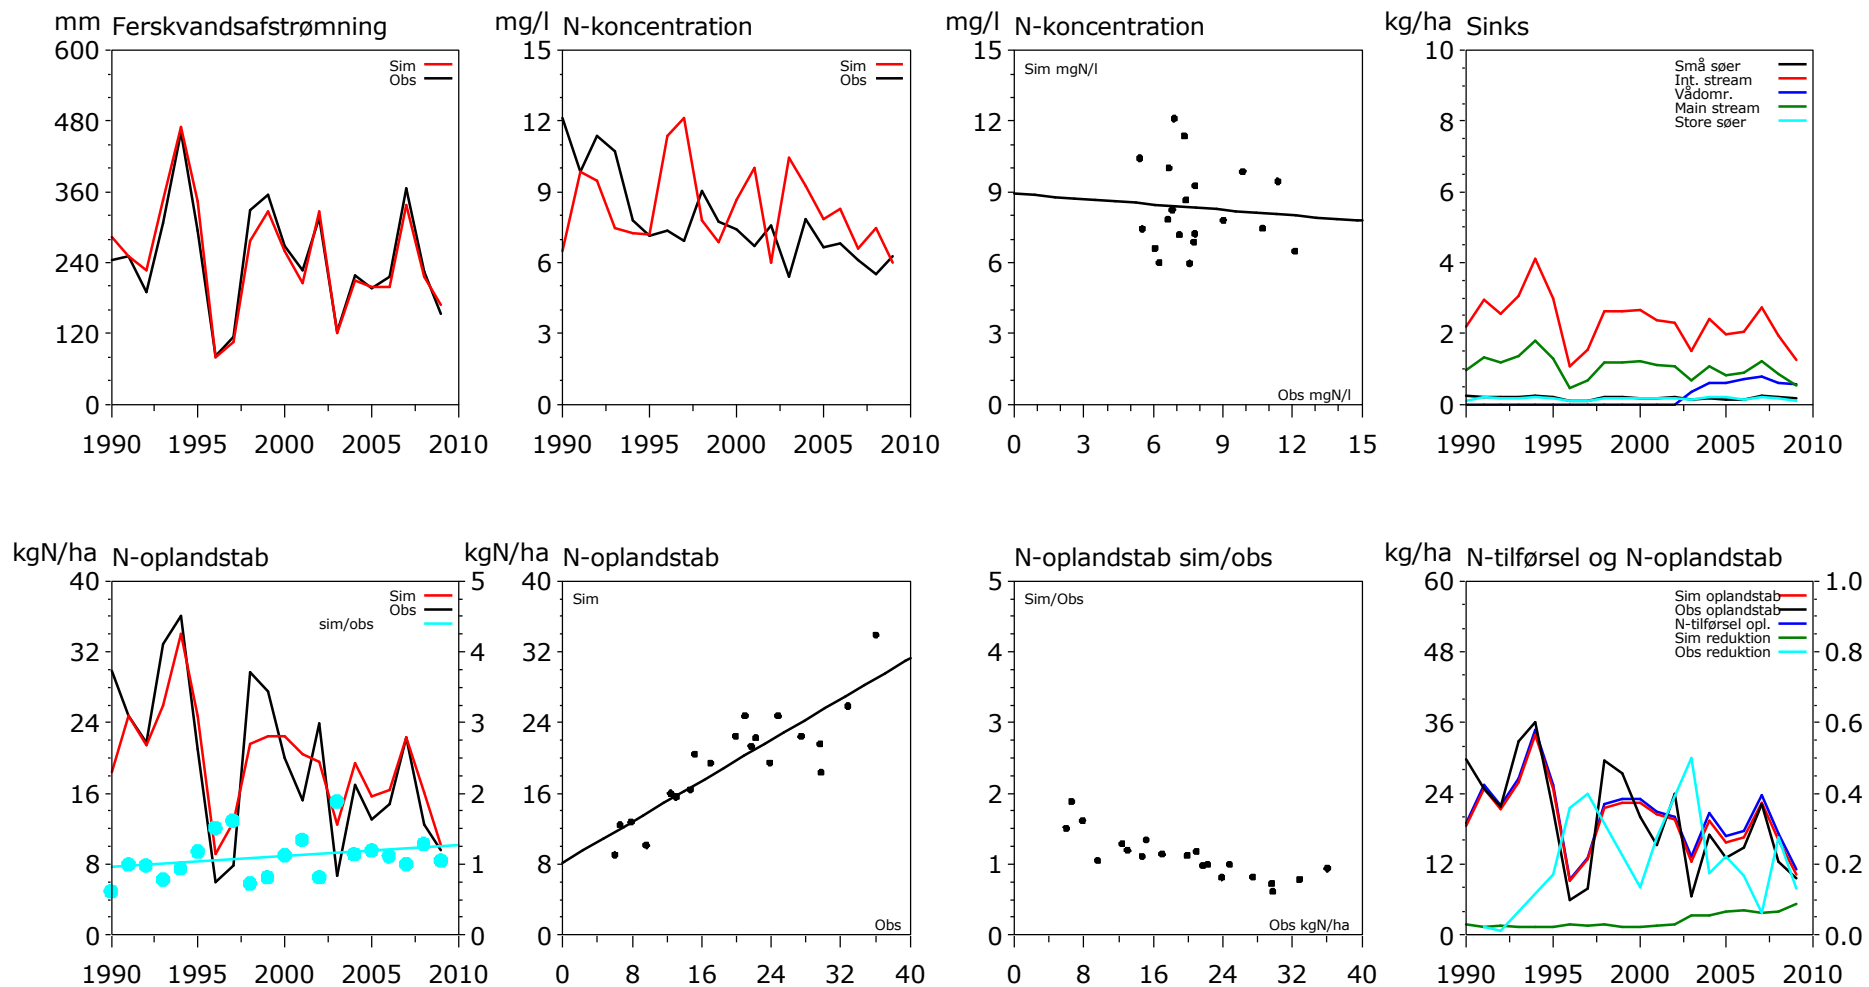 mm Ferskvandsafstrømning
600
480
360
240
120
0
Sim
Obs
1990 1995 2000 2005 2010
mg/l N-koncentration
15
12
9
6
3
0
Sim
Obs
1990 1995 2000 2005 2010
mg/l N-koncentration
15
12
9
6
3
0
Sim mgN/l
Obs mgN/l
0 3 6 9 12 15
kg/ha Sinks
10
8
6
4
2
0
Små søer
Int. stream
Vådomr.
Main stream
Store søer
1990 1995 2000 2005 2010
kgN/ha N-oplandstab
40
32
24
16
8
0
Sim
Obs
sim/obs
5
4
3
2
1
0
1990 1995 2000 2005 2010
kgN/ha N-oplandstab
40
32
24
16
8
0
Sim
Obs
0 8 16 24 32 40
N-oplandstab sim/obs
5
4
3
2
1
0
Sim/Obs
Obs kgN/ha
0 8 16 24 32 40
kg/ha N-tilførsel og N-oplandstab
60
48
36
24
12
0
Sim oplandstab
Obs oplandstab
N-tilførsel opl.
Sim reduktion
Obs reduktion
1.0
0.8
0.6
0.4
0.2
0.0
1990 1995 2000 2005 2010